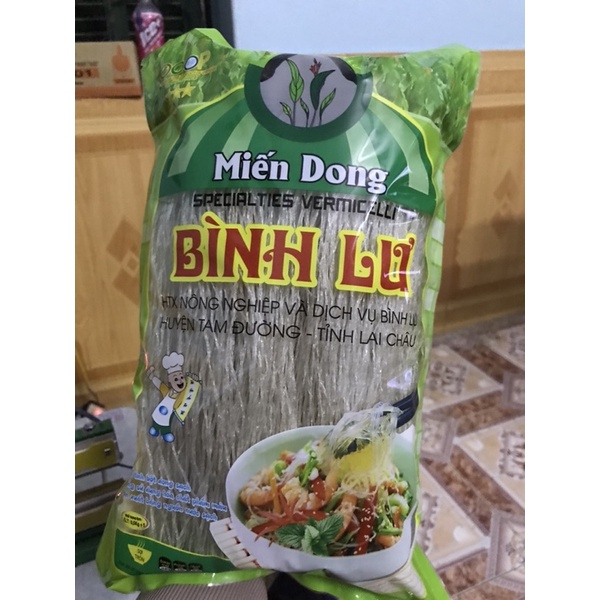 Miến Dong
SPECIALTIES VERMICELLI
BÌNH LƯ
HTX NÔNG NGHIỆP VÀ DỊCH VỤ BÌNH LƯ
HUYỆN TAM ĐƯỜNG - TỈNH LAI CHÂU